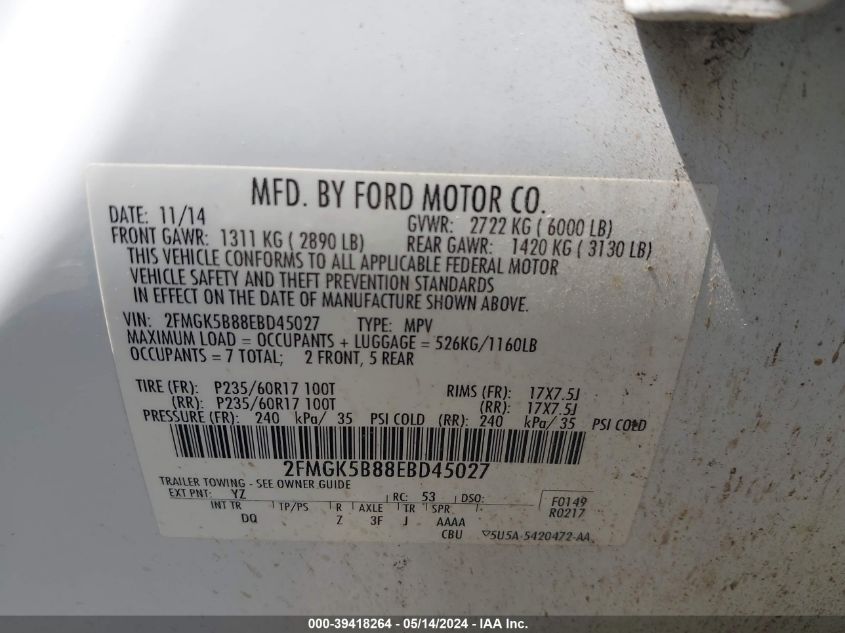 MFD. BY FORD MOTOR CO.
DATE: 11/14 GVWR: 2722 KG ( 6000 LB)
FRONT GAWR: 1311 KG ( 2890 LB) REAR GAWR: 1420 KG ( 3130 LB)
THIS VEHICLE CONFORMS TO ALL APPLICABLE FEDERAL MOTOR
VEHICLE SAFETY AND THEFT PREVENTION STANDARDS
IN EFFECT ON THE DATE OF MANUFACTURE SHOWN ABOVE.
VIN: 2FMGK5B88EBD45027 TYPE: MPV
MAXIMUM LOAD = OCCUPANTS + LUGGAGE = 526KG/1160LB
OCCUPANTS = 7 TOTAL; 2 FRONT, 5 REAR
TIRE (FR): P235/60R17 100T RIMS (FR): 17X7.5J
(RR): P235/60R17 100T (RR): 17X7.5J
PRESSURE (FR): 240 kPa/ 35 PSI COLD (RR): 240 kPa/ 35 PSI COLD
2FMGK5B88EBD45027
TRAILER TOWING - SEE OWNER GUIDE
EXT PNT: YZ RC: 53 DSO: F0149
INT TR TP/PS R AXLE TR SPR R0217
DQ Z 3F J AAAA
CBU 5U5A-5420472-AA
000-39418264 - 05/14/2024 - IAA Inc.